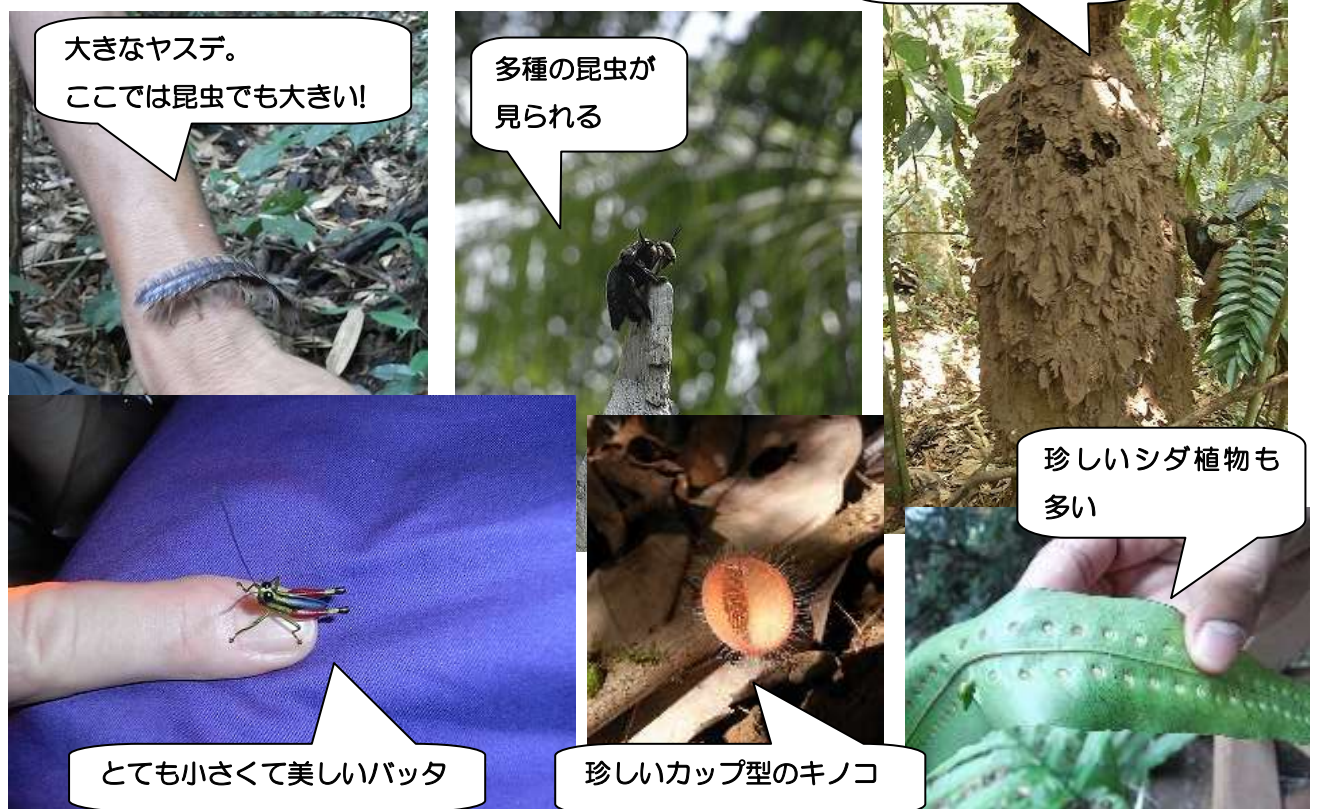 大きなヤスデ。
ここでは昆虫でも大きい!
多種の昆虫が
見られる
珍しいシダ植物も
多い
とても小さくて美しいバッタ
珍しいカップ型のキノコ